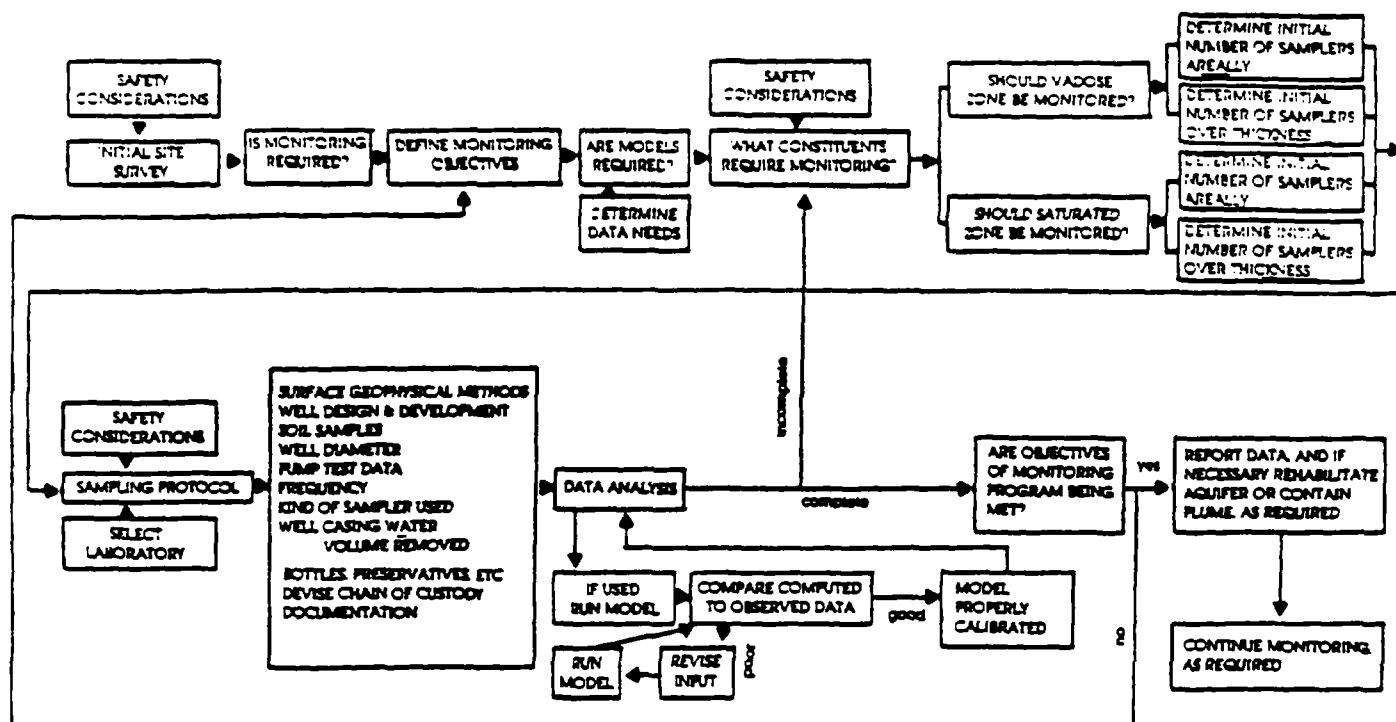 SAFETY
CONSIDERATIONS
INITIAL SITE
SURVEY
IS MONITORING
REQUIRED?
DEFINE MONITORING
OBJECTIVES
ARE MODELS
REQUIRED?
DETERMINE
DATA NEEDS
SAFETY
CONSIDERATIONS
WHAT CONSTITUENTS
REQUIRE MONITORING?
SHOULD VADOSE
ZONE BE MONITORED?
SHOULD SATURATED
ZONE BE MONITORED?
DETERMINE INITIAL
NUMBER OF SAMPLERS
AREALLY
DETERMINE INITIAL
NUMBER OF SAMPLERS
OVER THICKNESS
DETERMINE INITIAL
NUMBER OF SAMPLERS
AREALLY
DETERMINE INITIAL
NUMBER OF SAMPLERS
OVER THICKNESS
SAFETY
CONSIDERATIONS
SAMPLING PROTOCOL
SELECT
LABORATORY
SURFACE GEOPHYSICAL METHODS
WELL DESIGN & DEVELOPMENT
SOIL SAMPLES
WELL DIAMETER
PUMP TEST DATA
FREQUENCY
KIND OF SAMPLER USED
WELL CASING WATER
VOLUME REMOVED
BOTTLES, PRESERVATIVES, ETC
DEVISE CHAIN OF CUSTODY
DOCUMENTATION
DATA ANALYSIS
incomplete
complete
IF USED
RUN MODEL
COMPARE COMPUTED
TO OBSERVED DATA
good
MODEL
PROPERLY
CALIBRATED
poor
REVISE
INPUT
RUN
MODEL
ARE OBJECTIVES
OF MONITORING
PROGRAM BEING
MET?
yes
no
REPORT DATA, AND IF
NECESSARY REHABILITATE
AQUIFER OR CONTAIN
PLUME, AS REQUIRED
CONTINUE MONITORING,
AS REQUIRED